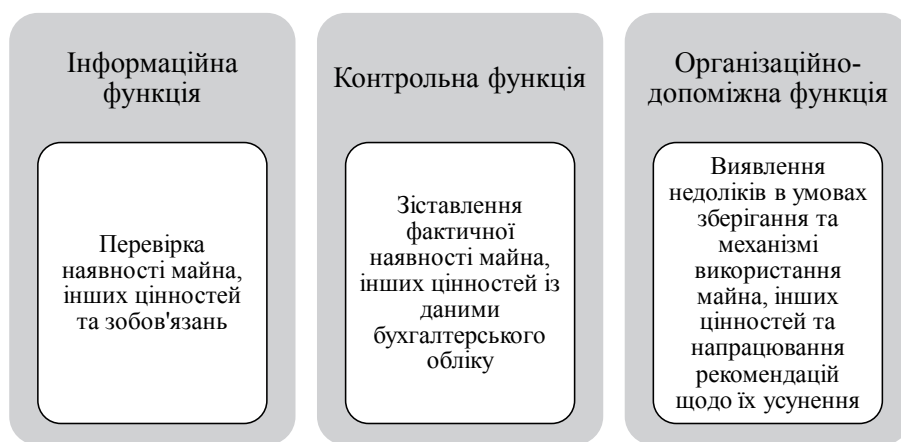 Інформаційна
функція
Перевірка
наявності майна,
інших цінностей
та зобов'язань
Контрольна функція
Зіставлення
фактичної
наявності майна,
інших цінностей із
даними
бухгалтерського
обліку
Організаційно-
допоміжна функція
Виявлення
недоліків в умовах
зберігання та
механізмі
використання
майна, інших
цінностей та
напрацювання
рекомендацій
щодо їх усунення